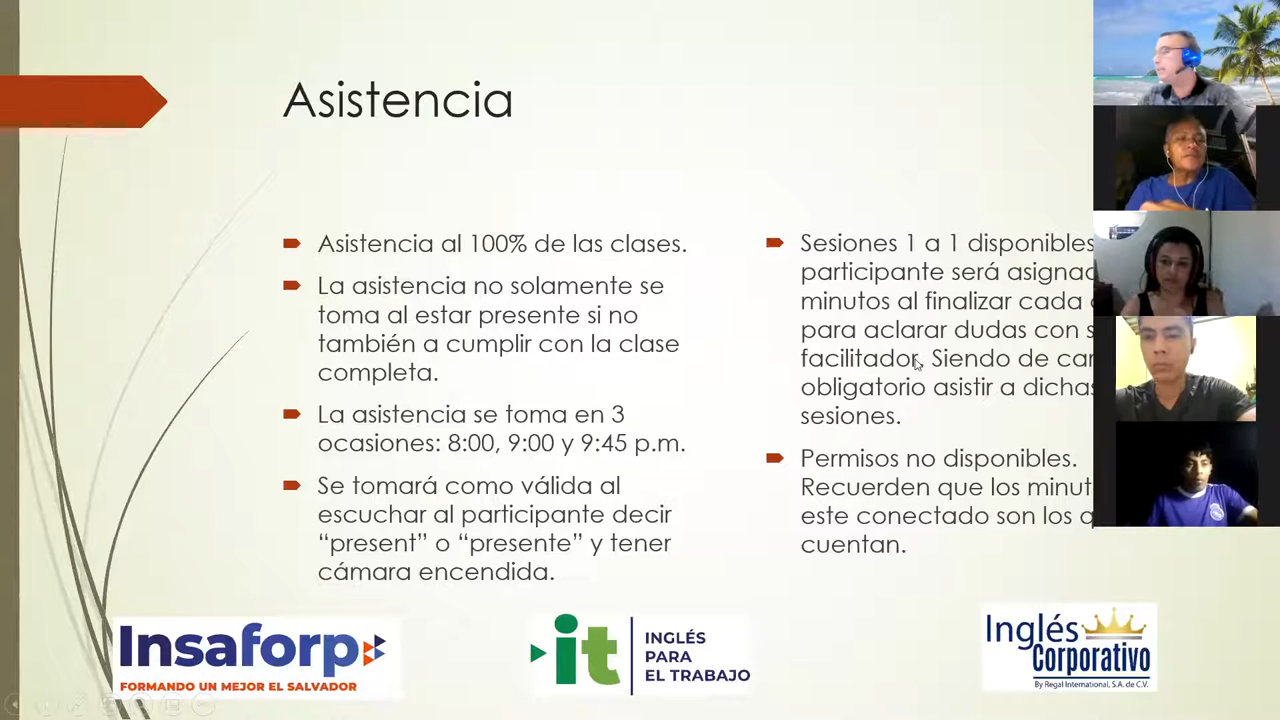 Asistencia
Asistencia al 100% de las clases.
La asistencia no solamente se
toma al estar presente si no
también a cumplir con la clase
completa.
La asistencia se toma en 3
ocasiones: 8:00, 9:00 y 9:45 p.m.
Se tomará como válida al
escuchar al participante decir
“present” o “presente” y tener
cámara encendida.
Sesiones 1 a 1 disponibles
participante será
minutos al finalizar cada
para aclarar dudas con
facilitador. Siendo de
obligatorio asistir a dichas
sesiones.
Permisos no disponibles.
Recuerden que los
este conectado son los
cuentan.
Insaforp
FORMANDO UN MEJOR EL SALVADOR
it
INGLÉS
PARA
EL TRABAJO
Inglés
Corporativo
By Regal International, S.A. de C.V.